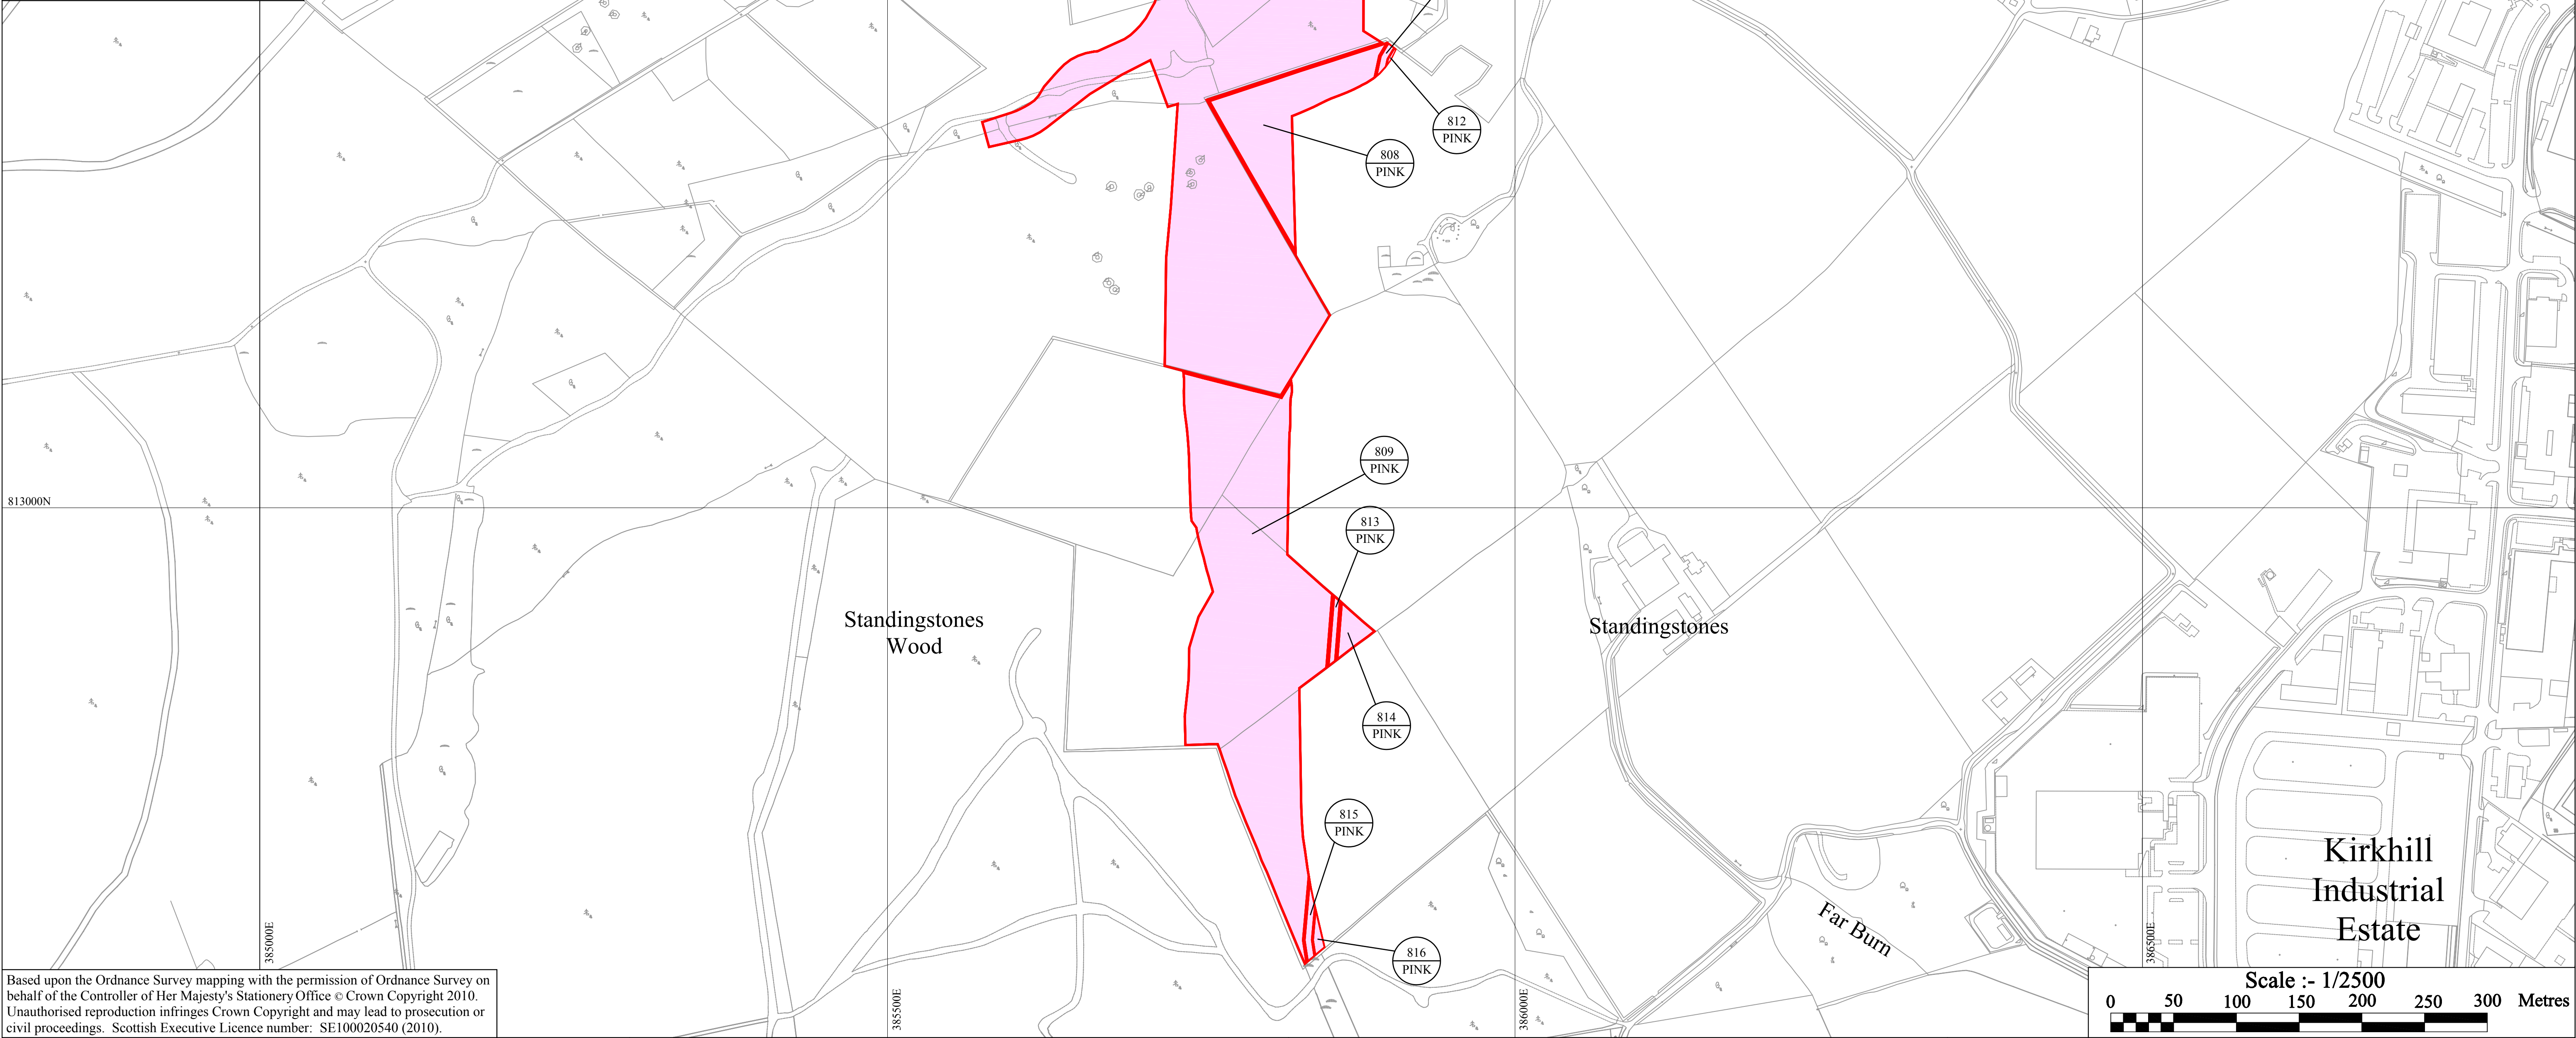 812
PINK
808
PINK
809
PINK
813000N
813
PINK
Standingstones
Wood
Standingstones
814
PINK
815
PINK
Kirkhill
Industrial
Estate
Far Burn
816
PINK
385000E
385500E
386000E
386500E
Based upon the Ordnance Survey mapping with the permission of Ordnance Survey on
behalf of the Controller of Her Majesty's Stationery Office © Crown Copyright 2010.
Unauthorised reproduction infringes Crown Copyright and may lead to prosecution or
civil proceedings. Scottish Executive Licence number: SE100020540 (2010).
Scale :- 1/2500
0 50 100 150 200 250 300 Metres